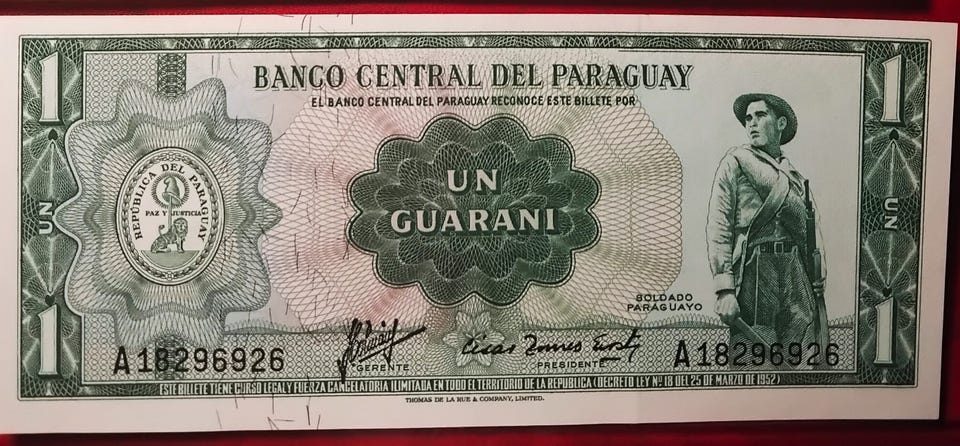 1 1
BANCO CENTRAL DEL PARAGUAY
EL BANCO CENTRAL DEL PARAGUAY RECONOCE ESTE BILLETE POR
REPÚBLICA DEL PARAGUAY
PAZ Y JUSTICIA
UN
GUARANI
UN
UN
SOLDADO
PARAGUAYO
1 1
A18296926
GERENTE
PRESIDENTE
A18296926
ESTE BILLETE TIENE CURSO LEGAL Y FUERZA CANCELATORIA ILIMITADA EN TODO EL TERRITORIO DE LA REPUBLICA (DECRETO LEY Nº 18 DEL 25 DE MARZO DE 1952)
THOMAS DE LA RUE & COMPANY, LIMITED.